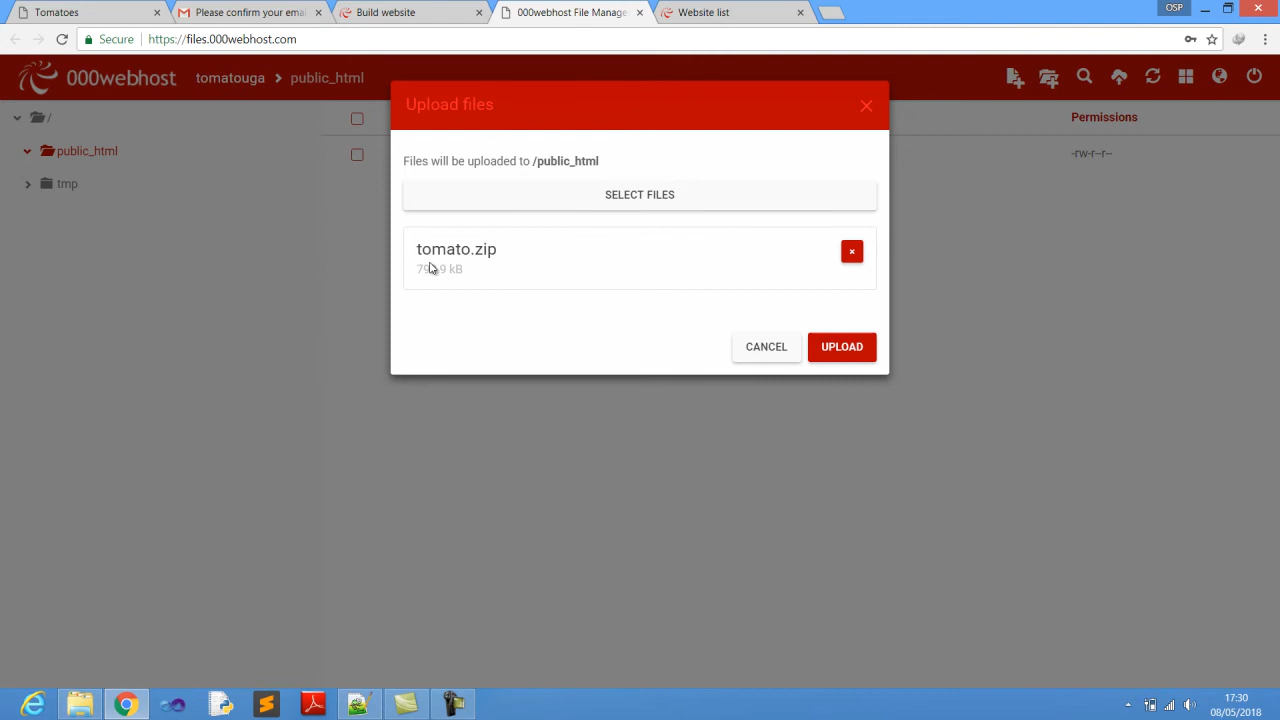 Tomatoes
Please confirm your ema
Build website
000webhost File Manage
Website list
OSP
Secure
https://files.000webhost.com
000webhost
tomatouga
public_html
/
public_html
tmp
Permissions
-rw-r--r--
Upload files
Files will be uploaded to /public_html
SELECT FILES
tomato.zip
kB
CANCEL
UPLOAD
17:30
08/05/2018